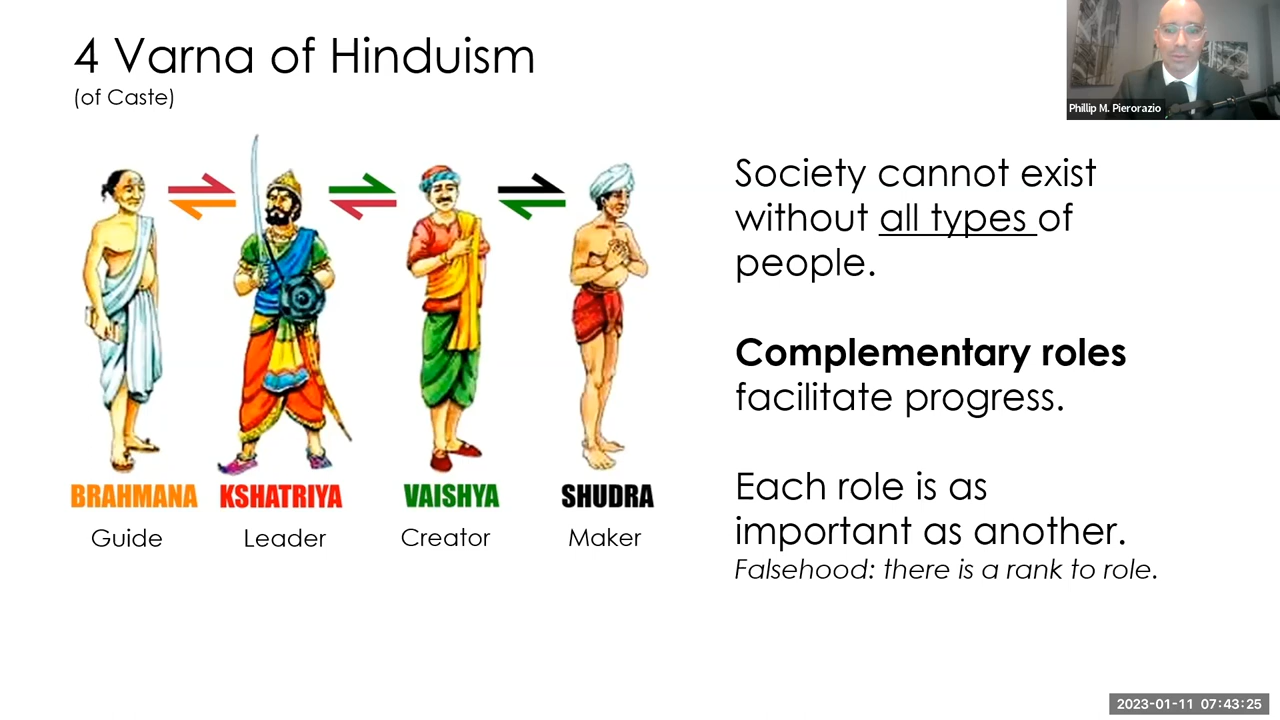 4 Varna of Hinduism
(of Caste)
Phillip M. Pierorazio
BRAHMANA
KSHATRIYA
VAISHYA
SHUDRA
Guide
Leader
Creator
Maker
Society cannot exist
without all types of
people.
Complementary roles
facilitate progress.
Each role is as
important as another.
Falsehood: there is a rank to role.
2023-01-11 07:43:25